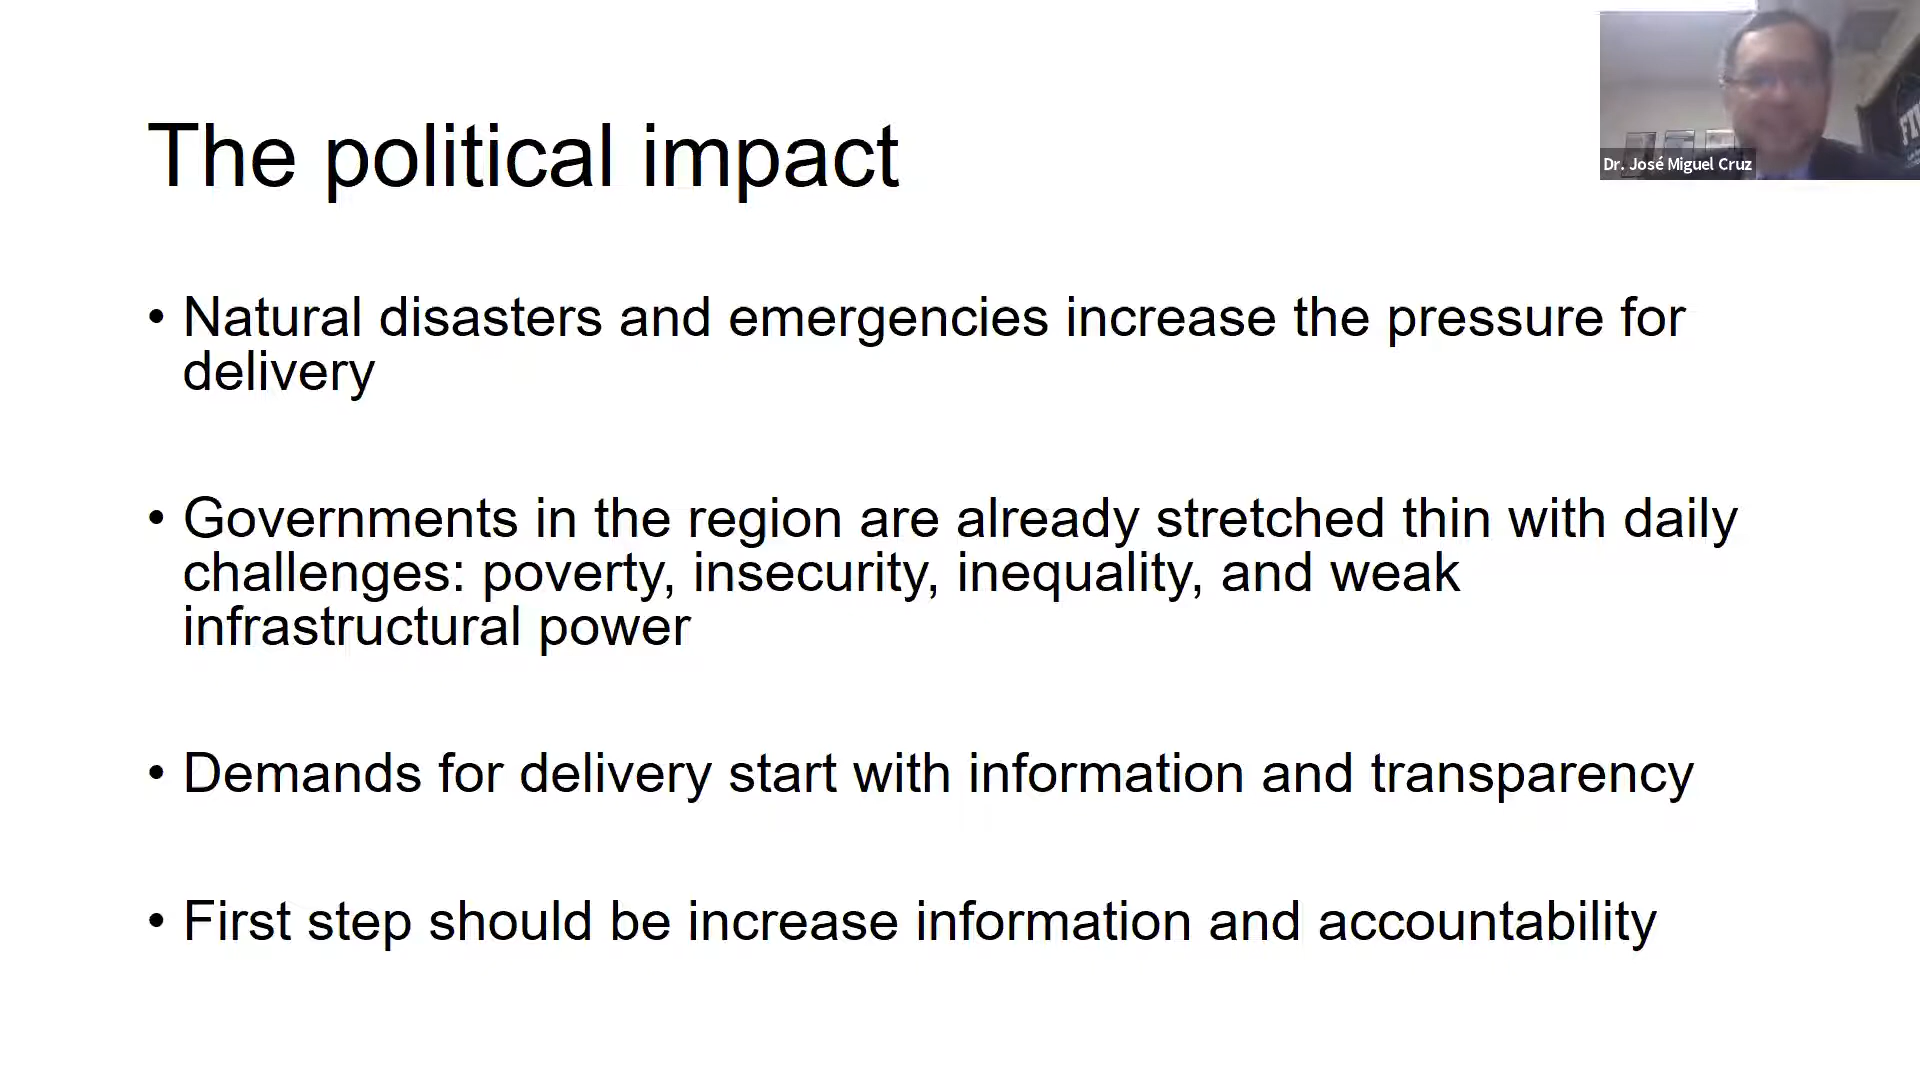 The political impact
Dr. José Miguel Cruz
• Natural disasters and emergencies increase the pressure for
delivery
• Governments in the region are already stretched thin with daily
challenges: poverty, insecurity, inequality, and weak
infrastructural power
• Demands for delivery start with information and transparency
• First step should be increase information and accountability